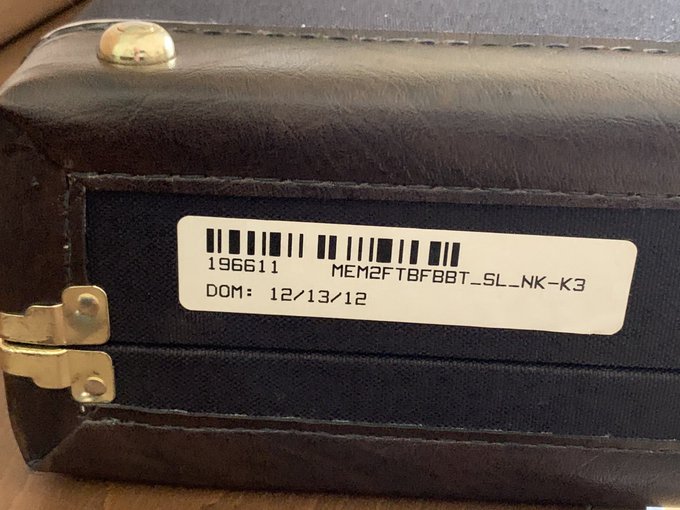 196611 MEM2FTBFBBT_SL_NK-K3
DOM: 12/13/12